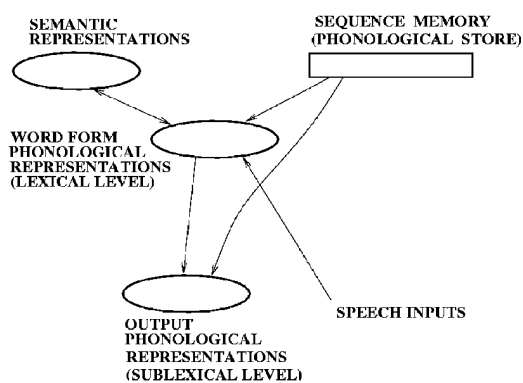 SEMANTIC
REPRESENTATIONS
SEQUENCE MEMORY
(PHONOLOGICAL STORE)
WORD FORM
PHONOLOGICAL
REPRESENTATIONS
(LEXICAL LEVEL)
SPEECH INPUTS
OUTPUT
PHONOLOGICAL
REPRESENTATIONS
(SUBLEXICAL LEVEL)